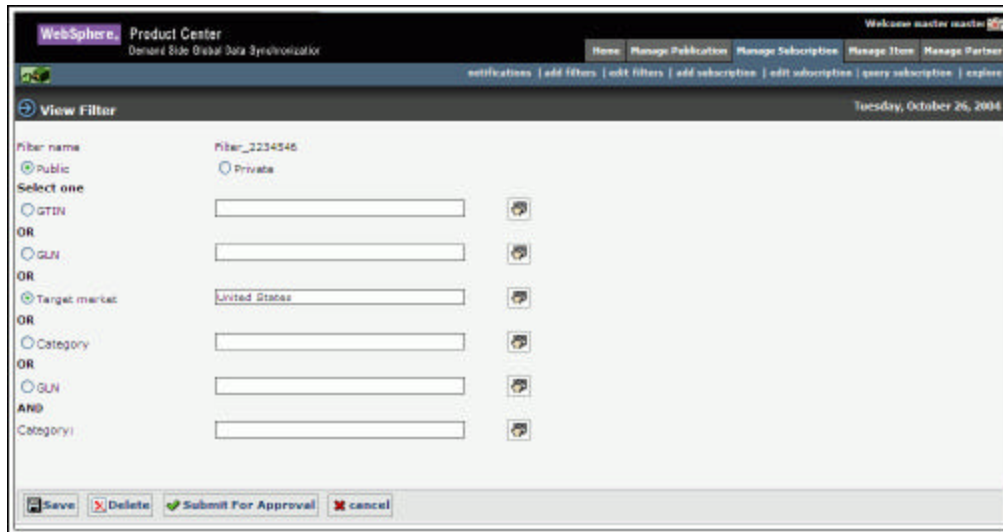 WebSphere. Product Center
Demand Side Global Data Synchronization
Welcome master master
Home Manage Publication Manage Subscription Manage Item Manage Partner
notifications | add filters | edit filters | add subscription | edit subscription | query subscription | explore
View Filter
Tuesday, October 26, 2004
Filter name Filter_2234546
Public Private
Select one
GTIN
OR
GLN
OR
Target market United States
OR
Category
OR
GLN
AND
Category:
Save Delete Submit For Approval cancel